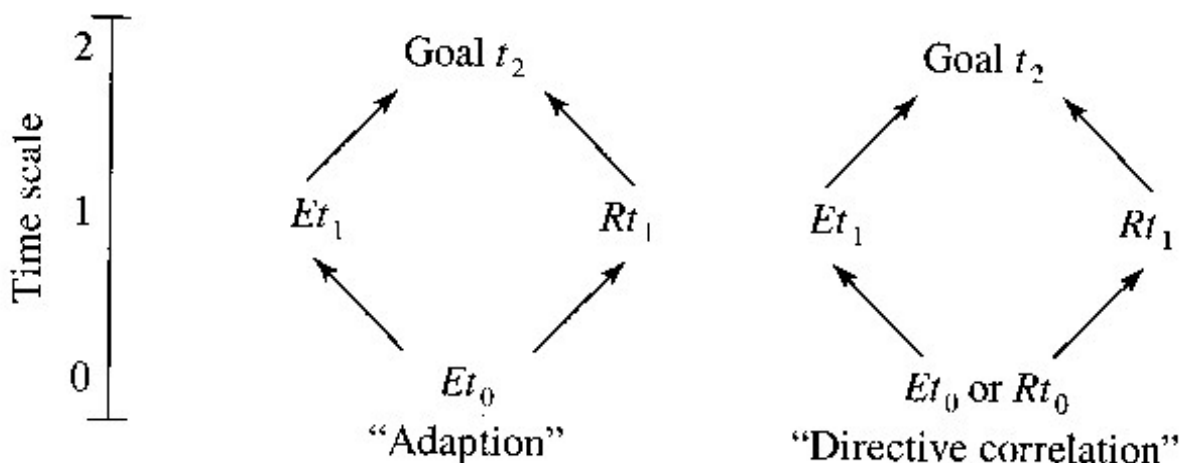 2
Goal t₂
Goal t₂
Time scale
1
Et₁
Rt₁
Et₁
Rt₁
0
Et₀
Et₀ or Rt₀
“Adaption”
“Directive correlation”